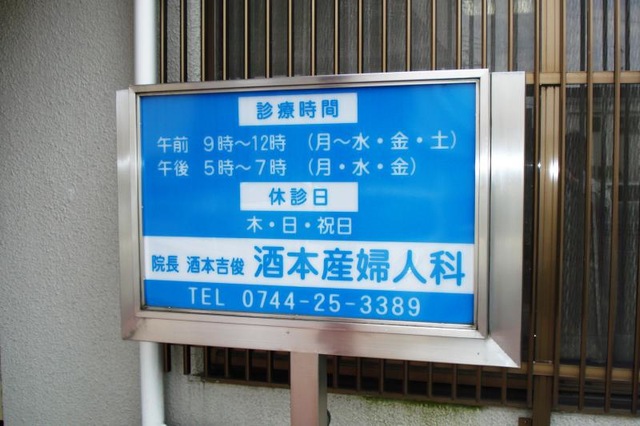 診療時間
午前 9時～12時 （月～水・金・土）
午後 5時～7時 （月・水・金）
休診日
木・日・祝日
院長 酒本吉俊 酒本産婦人科
TEL 0744-25-3389